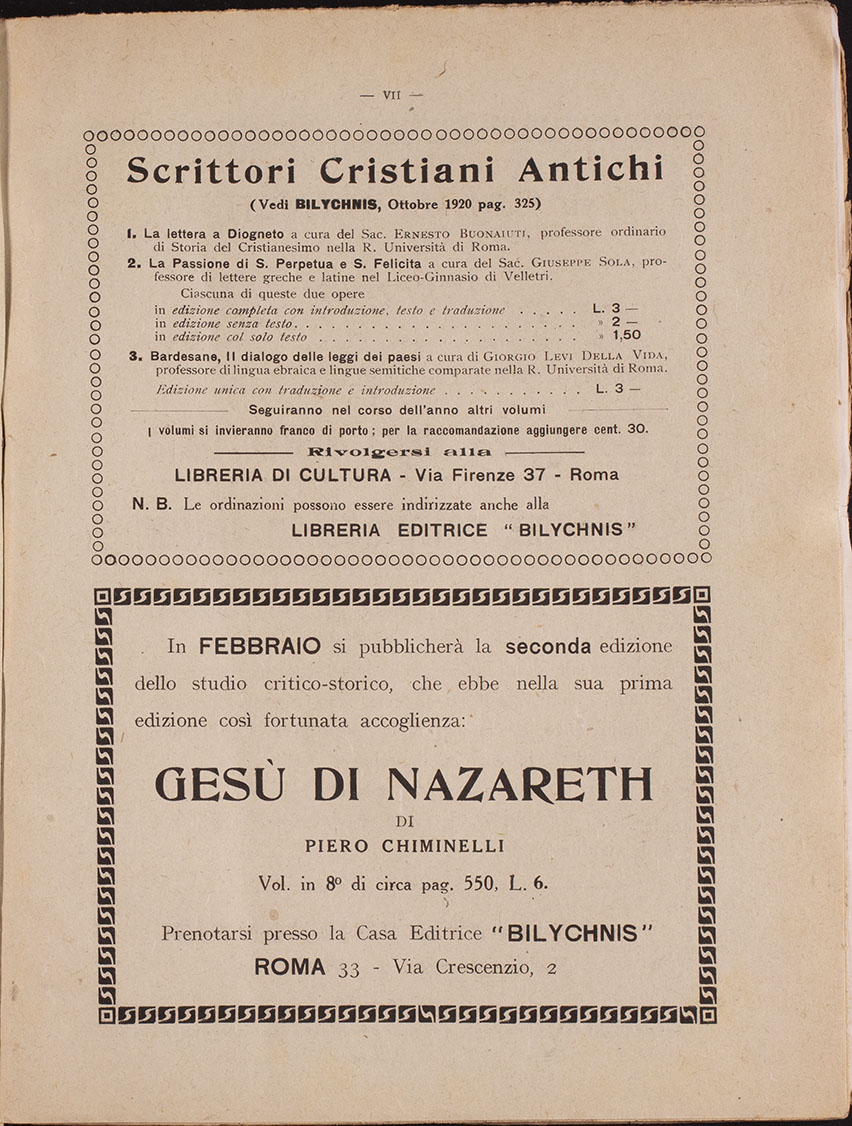 — VII —
Scrittori Cristiani Antichi
(Vedi BILYCHNIS, Ottobre 1920 pag. 325)
1. La lettera a Diogneto a cura del Sac. ERNESTO BUONAIUTI, professore ordinario
di Storia del Cristianesimo nella R. Università di Roma.
2. La Passione di S. Perpetua e S. Felicita a cura del Sac. GIUSEPPE SOLA, pro-
fessore di lettere greche e latine nel Liceo-Ginnasio di Velletri.
Ciascuna di queste due opere
in edizione completa con introduzione, testo e traduzione . . . . . L. 3 —
in edizione senza testo. . . . . . . . . . . . . . . . . . . . . . » 2 —
in edizione col solo testo . . . . . . . . . . . . . . . . . . . . » 1,50
3. Bardesane, Il dialogo delle leggi dei paesi a cura di GIORGIO LEVI DELLA VIDA,
professore di lingua ebraica e lingue semitiche comparate nella R. Università di Roma.
Edizione unica con traduzione e introduzione . . . . . . . . . . . L. 3 —
Seguiranno nel corso dell'anno altri volumi
I volumi si invieranno franco di porto; per la raccomandazione aggiungere cent. 30.
Rivolgersi alla
LIBRERIA DI CULTURA - Via Firenze 37 - Roma
N. B. Le ordinazioni possono essere indirizzate anche alla
LIBRERIA EDITRICE "BILYCHNIS"
In FEBBRAIO si pubblicherà la seconda edizione
dello studio critico-storico, che ebbe nella sua prima
edizione così fortunata accoglienza:
GESÙ DI NAZARETH
DI
PIERO CHIMINELLI
Vol. in 8º di circa pag. 550, L. 6.
Prenotarsi presso la Casa Editrice "BILYCHNIS"
ROMA 33 - Via Crescenzio, 2